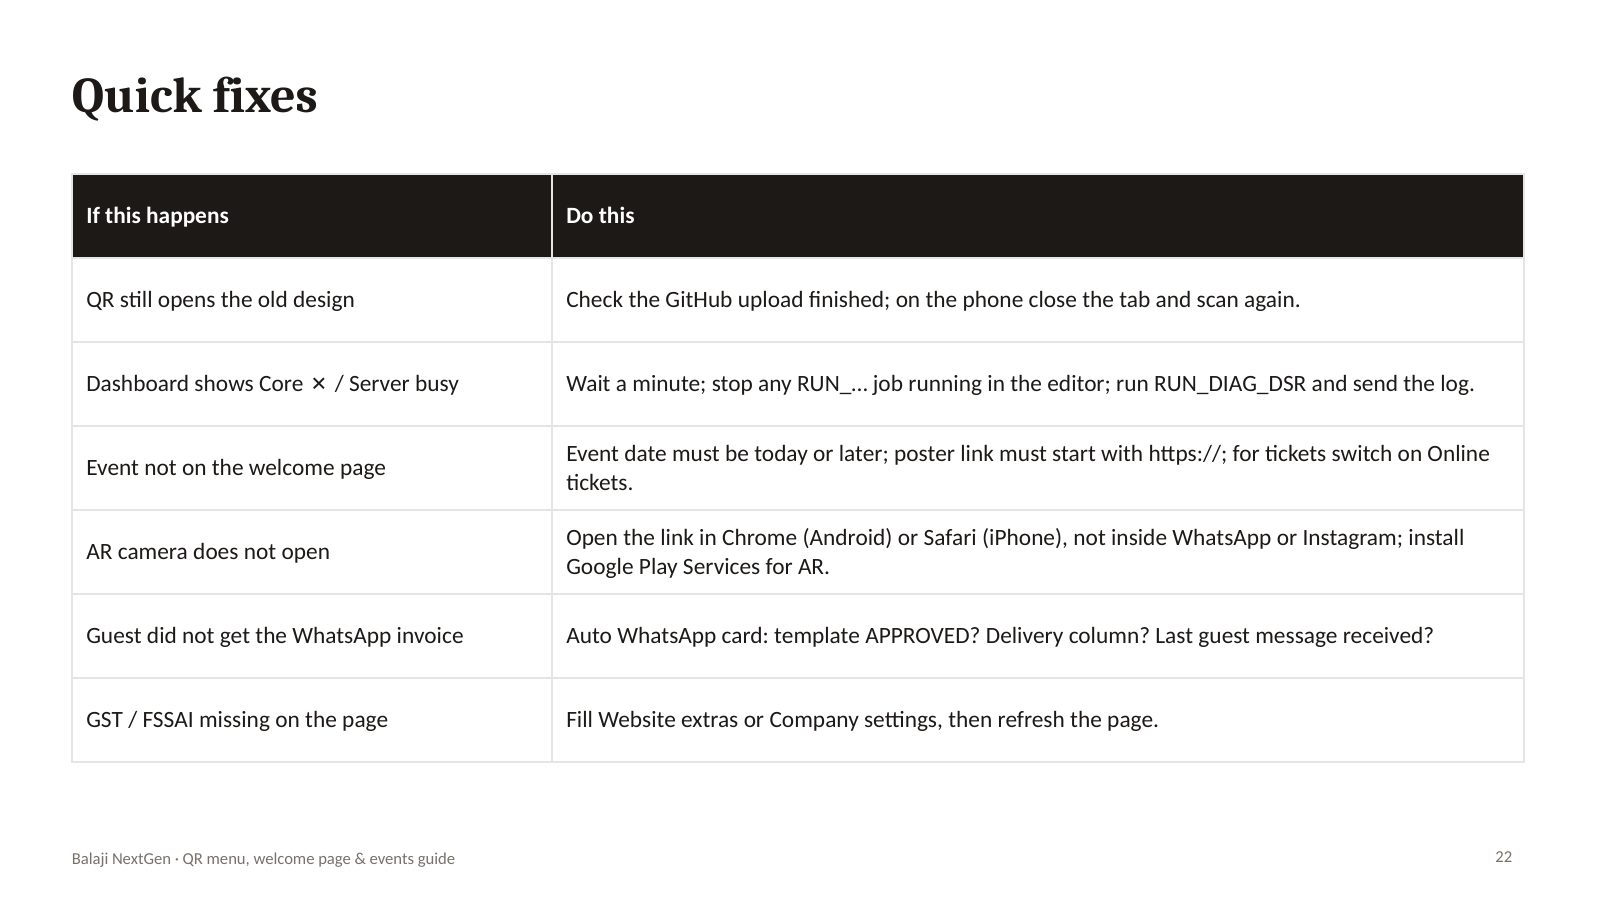 Quick fixes
If this happens
Do this
QR still opens the old design
Check the GitHub upload finished; on the phone close the tab and scan again.
Dashboard shows Core ✕ / Server busy
Wait a minute; stop any RUN_… job running in the editor; run RUN_DIAG_DSR and send the log.
Event not on the welcome page
Event date must be today or later; poster link must start with https://; for tickets switch on Online
tickets.
AR camera does not open
Open the link in Chrome (Android) or Safari (iPhone), not inside WhatsApp or Instagram; install
Google Play Services for AR.
Guest did not get the WhatsApp invoice
Auto WhatsApp card: template APPROVED? Delivery column? Last guest message received?
GST / FSSAI missing on the page
Fill Website extras or Company settings, then refresh the page.
Balaji NextGen · QR menu, welcome page & events guide
22